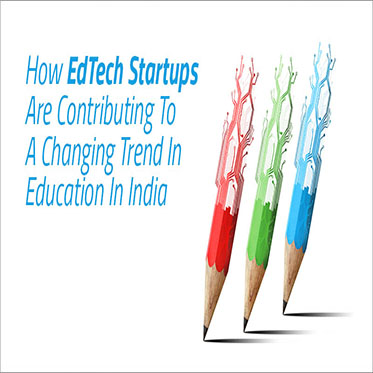 How EdTech Startups
Are Contributing To
A Changing Trend In
Education In India